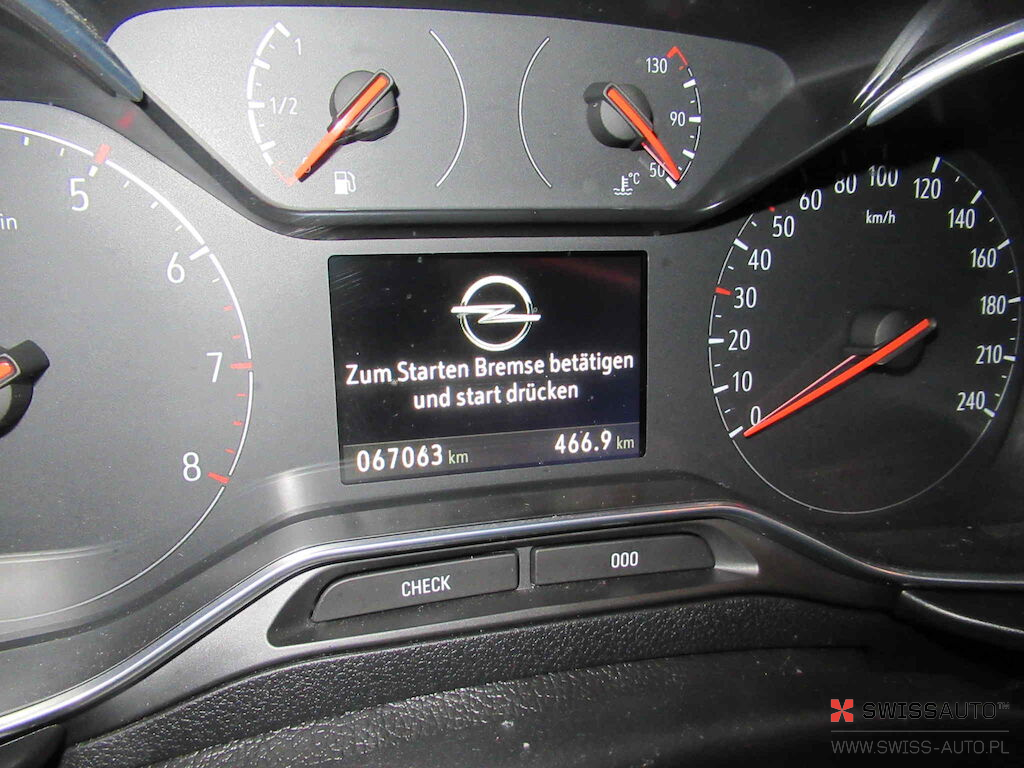 1
1/2
130
90
50
°C
5
6
7
8
in
0
10
20
30
40
50
60
80
100
120
140
160
180
210
240
km/h
Zum Starten Bremse betätigen
und start drücken
067063 km
466.9 km
CHECK
000
SWISSAUTO™
WWW.SWISS-AUTO.PL